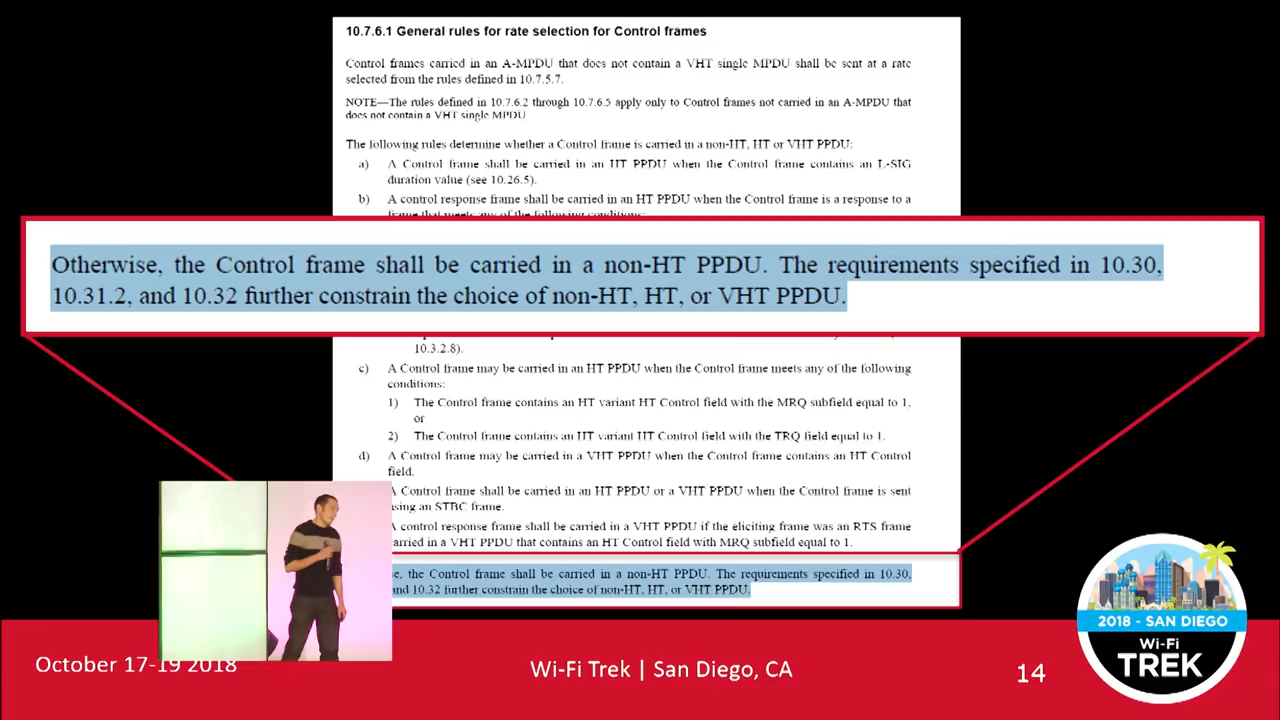 10.7.6.1 General rules for rate selection for Control frames
Control frames carried in an A-MPDU that does not contain a VHT single MPDU shall be sent at a rate
selected from the rules defined in 10.7.5.7.
NOTE—The rules defined in 10.7.6.2 through 10.7.6.5 apply only to Control frames not carried in an A-MPDU that
does not contain a VHT single MPDU
The following rules determine whether a Control frame is carried in a non-HT, HT or VHT PPDU:
a) A Control frame shall be carried in an HT PPDU when the Control frame contains an L-SIG
duration value (see 10.26.5).
b) A control response frame shall be carried in an HT PPDU when the Control frame is a response to a
frame that meets any of the following conditions:
Otherwise, the Control frame shall be carried in a non-HT PPDU. The requirements specified in 10.30,
10.31.2, and 10.32 further constrain the choice of non-HT, HT, or VHT PPDU.
10.3.2.8).
c) A Control frame may be carried in an HT PPDU when the Control frame meets any of the following
conditions:
1) The Control frame contains an HT variant HT Control field with the MRQ subfield equal to 1,
or
2) The Control frame contains an HT variant HT Control field with the TRQ field equal to 1.
d) A Control frame may be carried in a VHT PPDU when the Control frame contains an HT Control
field.
A Control frame shall be carried in an HT PPDU or a VHT PPDU when the Control frame is sent
using an STBC frame.
A control response frame shall be carried in a VHT PPDU if the eliciting frame was an RTS frame
carried in a VHT PPDU that contains an HT Control field with MRQ subfield equal to 1.
e, the Control frame shall be carried in a non-HT PPDU. The requirements specified in 10.30,
and 10.32 further constrain the choice of non-HT, HT, or VHT PPDU.
2018 - SAN DIEGO
Wi-Fi
TREK
October 17-19 2018
Wi-Fi Trek | San Diego, CA
14